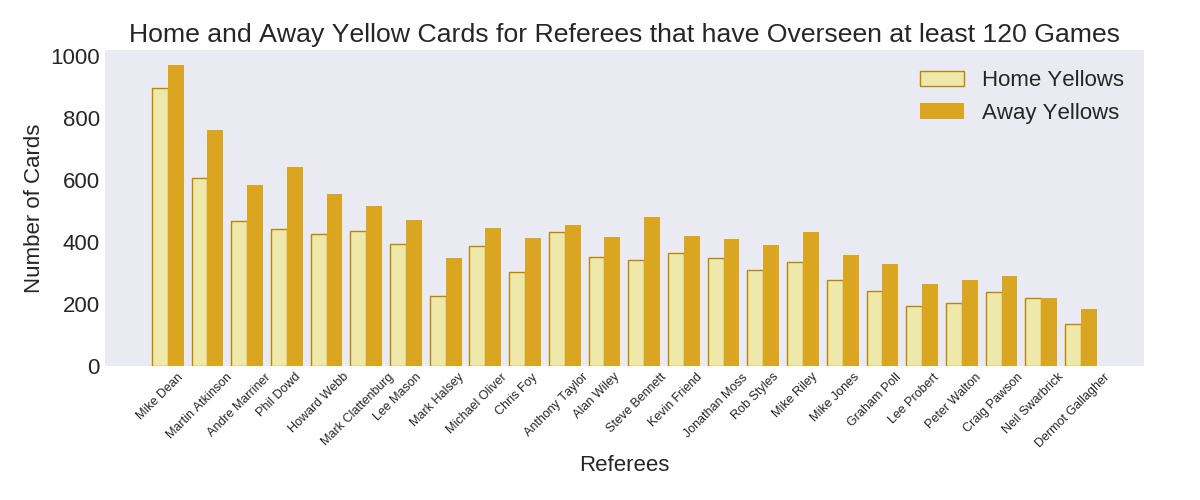 Home and Away Yellow Cards for Referees that have Overseen at least 120 Games
Number of Cards
1000
800
600
400
200
0
Home Yellows
Away Yellows
Mike Dean
Martin Atkinson
Andre Marriner
Phil Dowd
Howard Webb
Mark Clattenburg
Lee Mason
Mark Halsey
Michael Oliver
Chris Foy
Anthony Taylor
Alan Wiley
Steve Bennett
Kevin Friend
Jonathan Moss
Rob Styles
Mike Riley
Mike Jones
Graham Poll
Lee Probert
Peter Walton
Craig Pawson
Neil Swarbrick
Dermot Gallagher
Referees